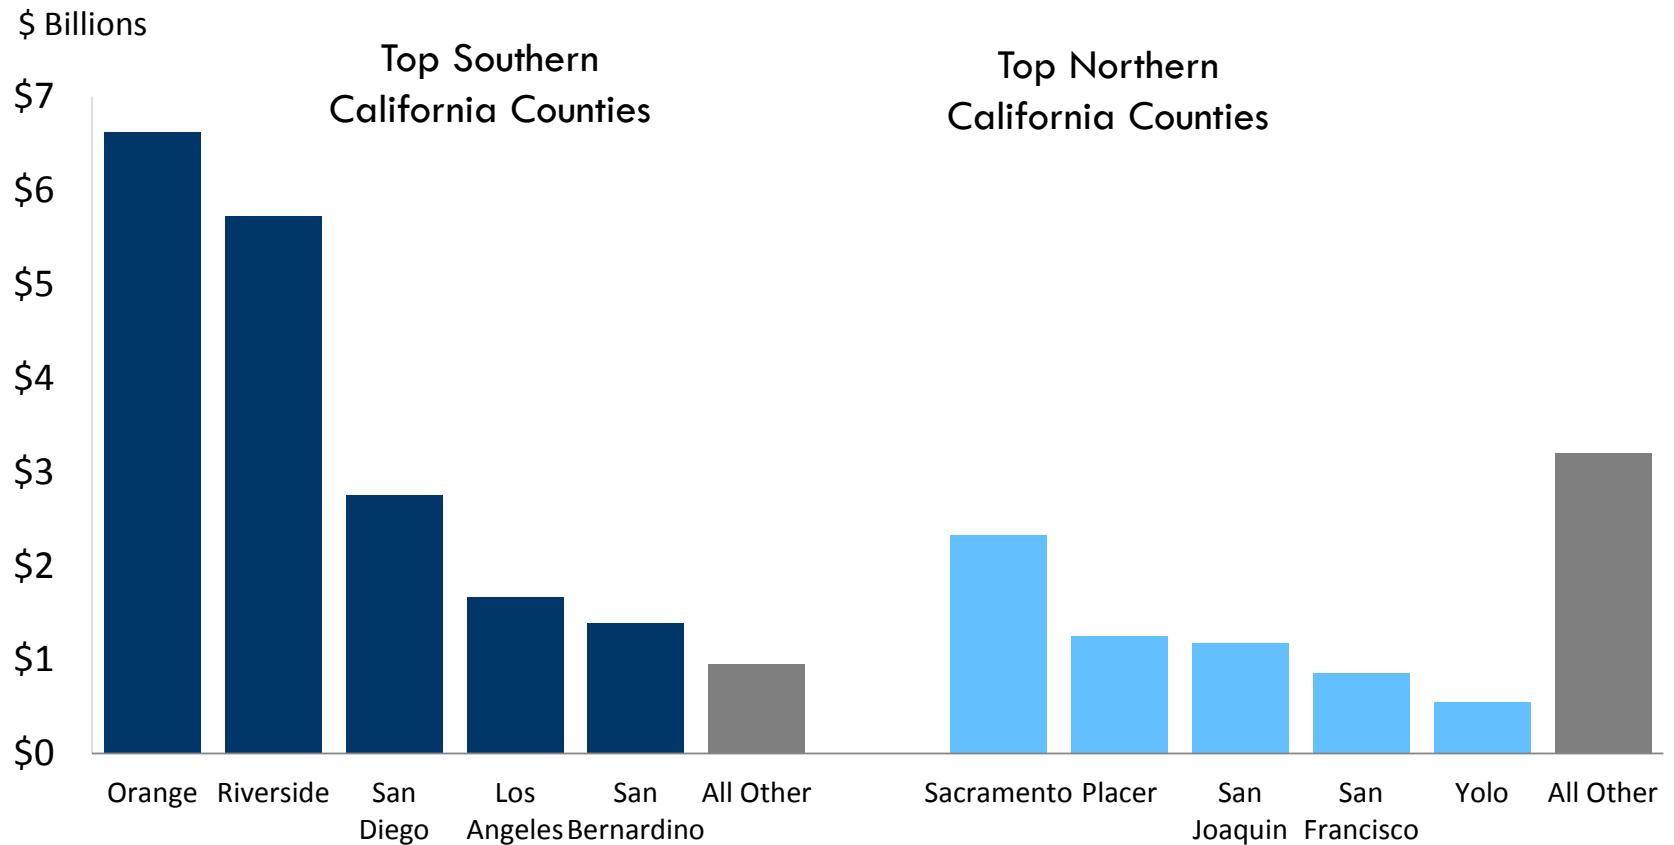 $ Billions
Top Southern
California Counties
Top Northern
California Counties
$7
$6
$5
$4
$3
$2
$1
$0
Orange
Riverside
San
Diego
Los
Angeles
San
Bernardino
All Other
Sacramento
Placer
San
Joaquin
San
Francisco
Yolo
All Other